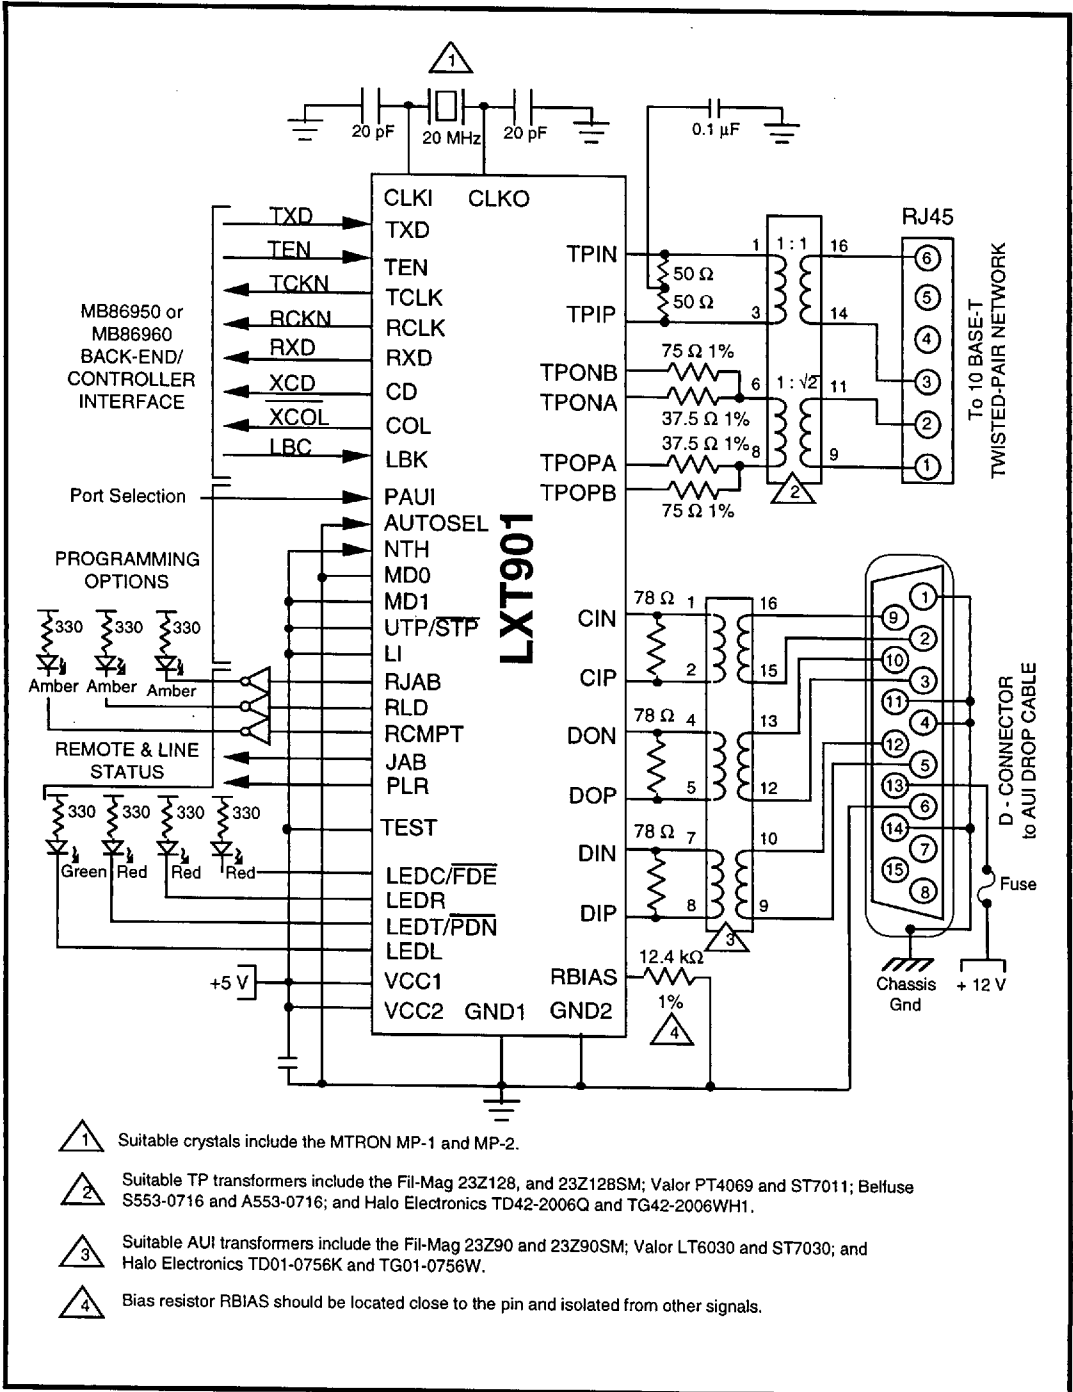 1
20 pF
20 MHz
20 pF
0.1 µF
CLKI CLKO
MB86950 or
MB86960
BACK-END/
CONTROLLER
INTERFACE
TXD
TEN
TCKN
RCKN
RXD
XCD
XCOL
LBC
Port Selection
PROGRAMMING
OPTIONS
330
330
330
Amber
Amber
Amber
REMOTE & LINE
STATUS
330
330
330
330
Green
Red
Red
Red
+5 V
TXD
TEN
TCLK
RCLK
RXD
CD
COL
LBK
PAUI
AUTOSEL
NTH
MD0
MD1
UTP/STP
LI
RJAB
RLD
RCMPT
JAB
PLR
TEST
LEDC/FDE
LEDR
LEDT/PDN
LEDL
VCC1
VCC2
GND1
GND2
LXT901
TPIN
TPIP
TPONB
TPONA
TPOPA
TPOPB
CIN
CIP
DON
DOP
DIN
DIP
RBIAS
50 Ω
50 Ω
75 Ω 1%
37.5 Ω 1%
37.5 Ω 1%
75 Ω 1%
1
1 : 1
16
3
14
6
1 : √2
11
8
9
2
RJ45
6
5
4
3
2
1
To 10 BASE-T
TWISTED-PAIR NETWORK
78 Ω
1
16
2
15
78 Ω
4
13
5
12
78 Ω
7
10
8
9
3
12.4 kΩ
1%
4
1
9
2
10
3
11
4
12
5
13
6
14
7
15
8
D - CONNECTOR
to AUI DROP CABLE
Fuse
Chassis
Gnd
+ 12 V
1 Suitable crystals include the MTRON MP-1 and MP-2.
2 Suitable TP transformers include the Fil-Mag 23Z128, and 23Z128SM; Valor PT4069 and ST7011; Belfuse
S553-0716 and A553-0716; and Halo Electronics TD42-2006Q and TG42-2006WH1.
3 Suitable AUI transformers include the Fil-Mag 23Z90 and 23Z90SM; Valor LT6030 and ST7030; and
Halo Electronics TD01-0756K and TG01-0756W.
4 Bias resistor RBIAS should be located close to the pin and isolated from other signals.